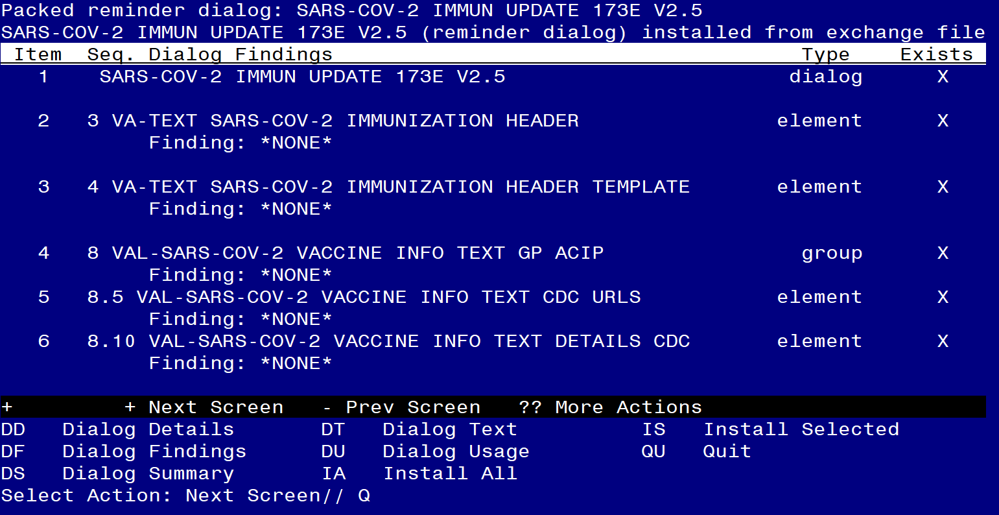 Packed reminder dialog: SARS-COV-2 IMMUN UPDATE 173E V2.5
SARS-COV-2 IMMUN UPDATE 173E V2.5 (reminder dialog) installed from exchange file
Item  Seq. Dialog Findings                                      Type    Exists
1    SARS-COV-2 IMMUN UPDATE 173E V2.5                       dialog      X
2   3 VA-TEXT SARS-COV-2 IMMUNIZATION HEADER                element      X
Finding: *NONE*
3   4 VA-TEXT SARS-COV-2 IMMUNIZATION HEADER TEMPLATE       element      X
Finding: *NONE*
4   8 VAL-SARS-COV-2 VACCINE INFO TEXT GP ACIP                group      X
Finding: *NONE*
5   8.5 VAL-SARS-COV-2 VACCINE INFO TEXT CDC URLS           element      X
Finding: *NONE*
6   8.10 VAL-SARS-COV-2 VACCINE INFO TEXT DETAILS CDC       element      X
Finding: *NONE*
+         + Next Screen   - Prev Screen   ?? More Actions
DD   Dialog Details       DT   Dialog Text          IS   Install Selected
DF   Dialog Findings      DU   Dialog Usage         QU   Quit
DS   Dialog Summary       IA   Install All
Select Action: Next Screen// Q